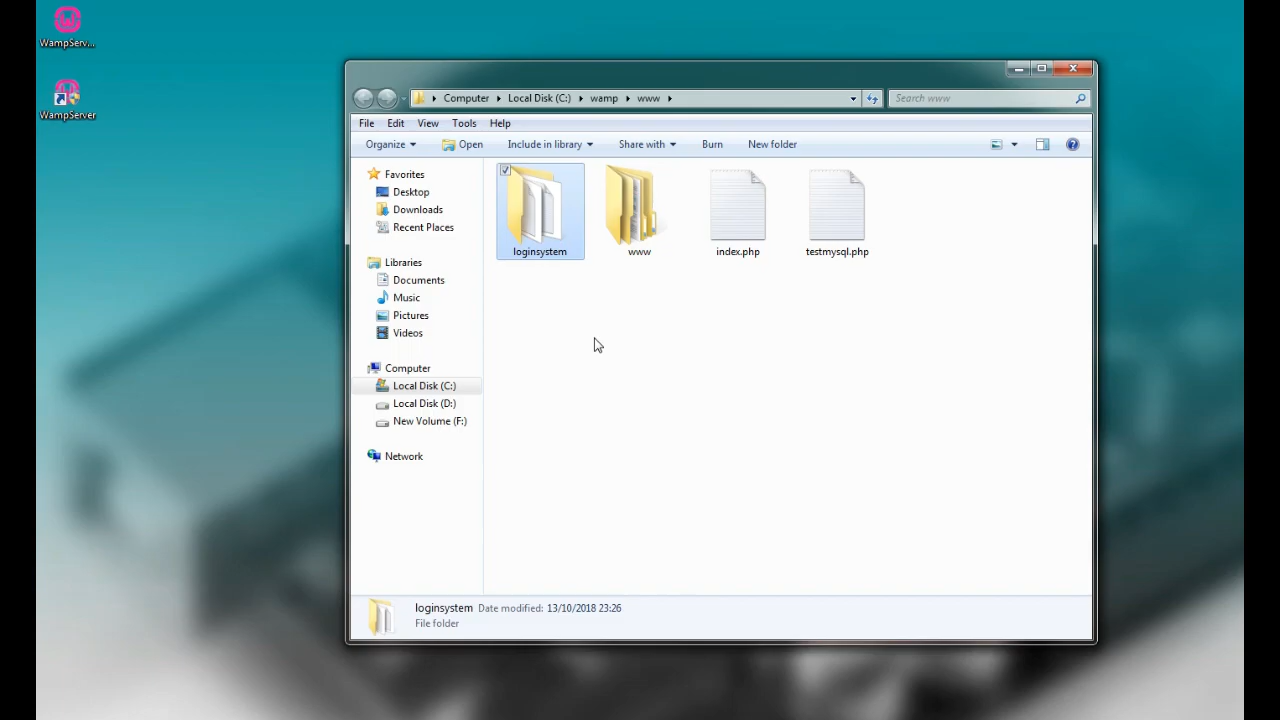 WampServ...
WampServer
Computer Local Disk (C:) wamp www Search www
File Edit View Tools Help
Organize Open Include in library Share with Burn New folder
Favorites
Desktop
Downloads
Recent Places
Libraries
Documents
Music
Pictures
Videos
Computer
Local Disk (C:)
Local Disk (D:)
New Volume (F:)
Network
loginsystem www index.php testmysql.php
loginsystem Date modified: 13/10/2018 23:26
File folder